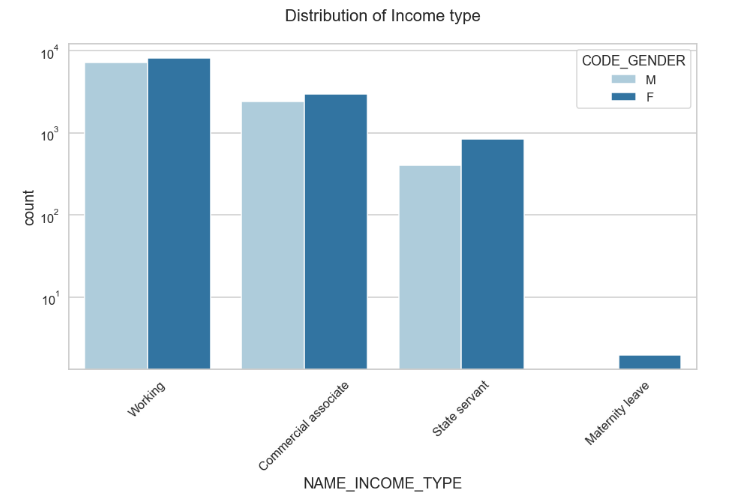 Distribution of Income type
10⁴
10³
10²
10¹
count
CODE_GENDER
M
F
Working
Commercial associate
State servant
Maternity leave
NAME_INCOME_TYPE